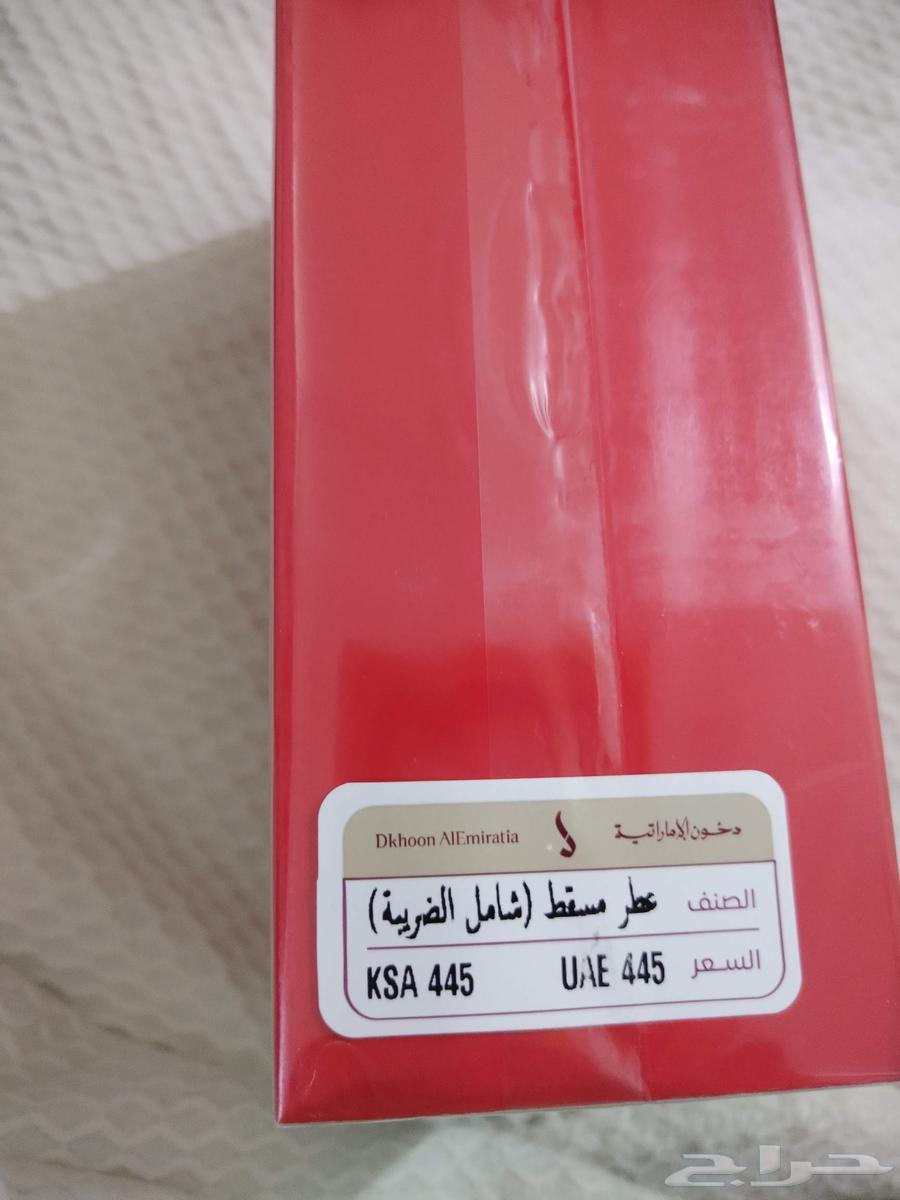 دخون الإماراتية Dkhoon AlEmiratia
الصنف عطر مسقط (شامل الضريبة)
السعر UAE 445 KSA 445
حراج